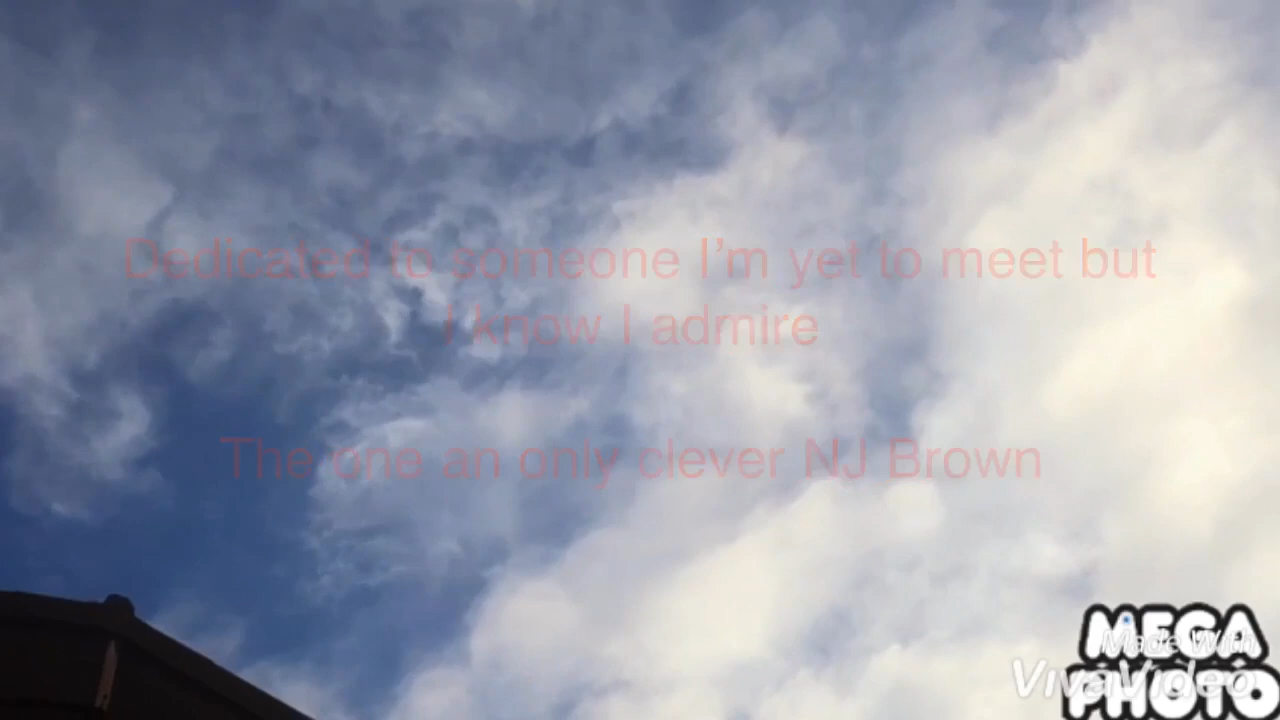 Dedicated to someone I'm yet to meet but
I know I admire
The one an only clever NJ Brown
MEGA
PHOTO
Made With
VivaVideo